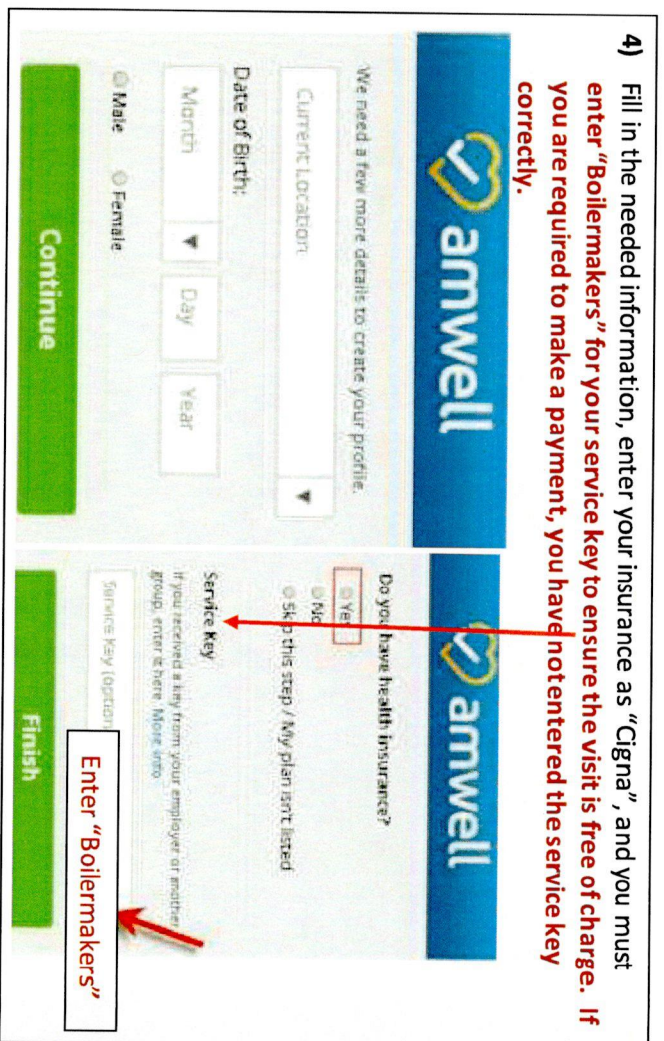 4) Fill in the needed information, enter your insurance as "Cigna", and you must
enter "Boilermakers" for your service key to ensure the visit is free of charge. If
you are required to make a payment, you have notentered the service key
correctly.
amwell
We need a few more details to create your profile.
Current Location
Date of Birth:
Month
Day
Year
Male
Female
Continue
amwell
Do you have health insurance?
Yes
No
Skip this step / My plan isn't listed
Service Key
If you received a key from your employer or another
group, enter it here. More info
Service Key (option
Enter "Boilermakers"
Finish